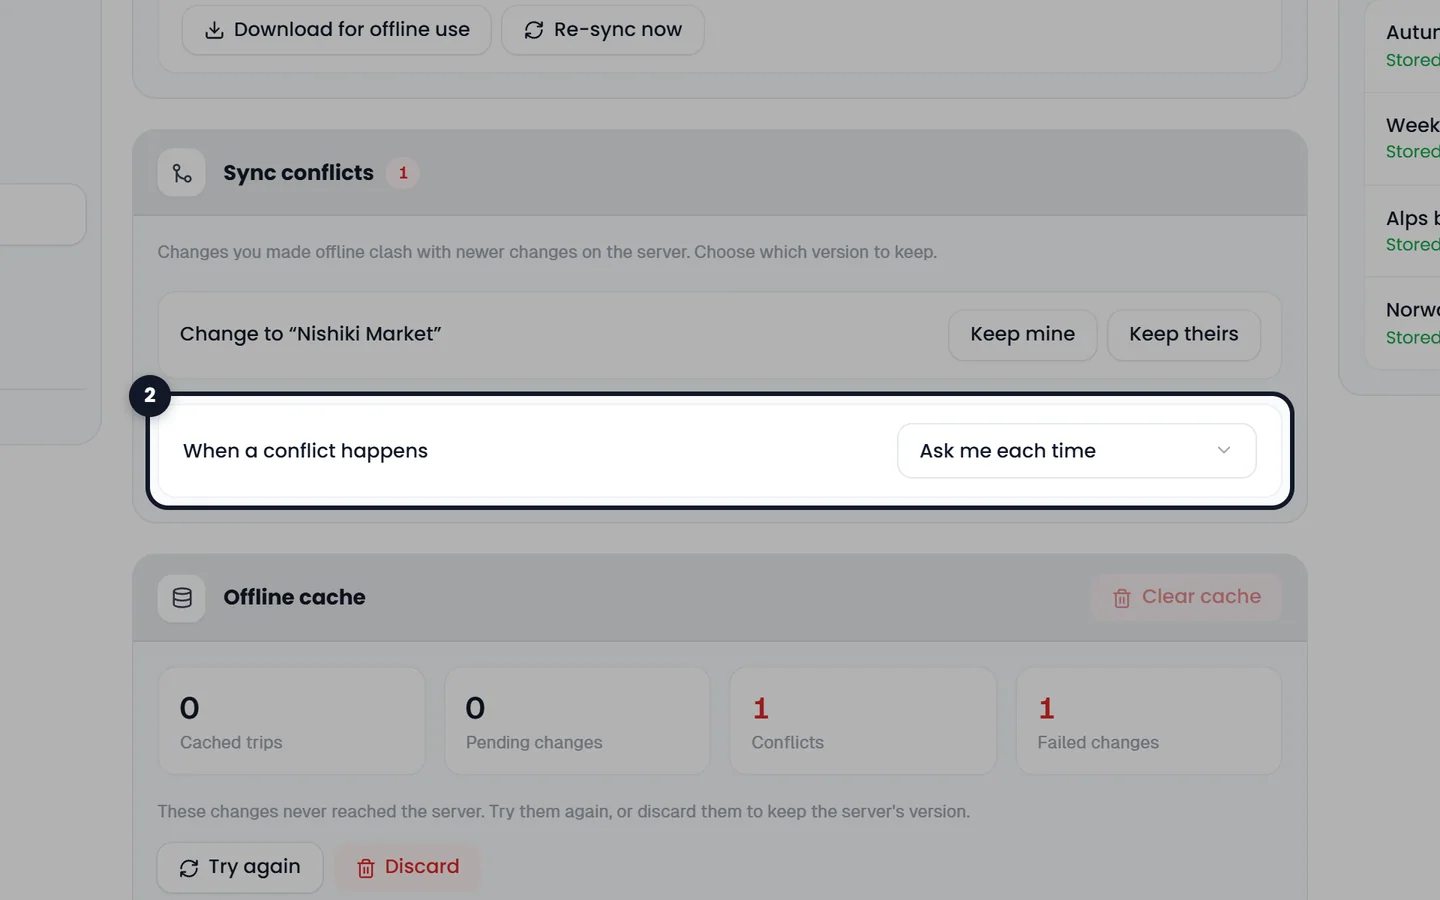 Download for offline use
Re-sync now
Sync conflicts 1
Changes you made offline clash with newer changes on the server. Choose which version to keep.
Change to “Nishiki Market”
Keep mine
Keep theirs
2
When a conflict happens
Ask me each time
Offline cache
Clear cache
0
Cached trips
0
Pending changes
1
Conflicts
1
Failed changes
These changes never reached the server. Try them again, or discard them to keep the server's version.
Try again
Discard
Stored
Week
Stored
Alps
Stored
Stored